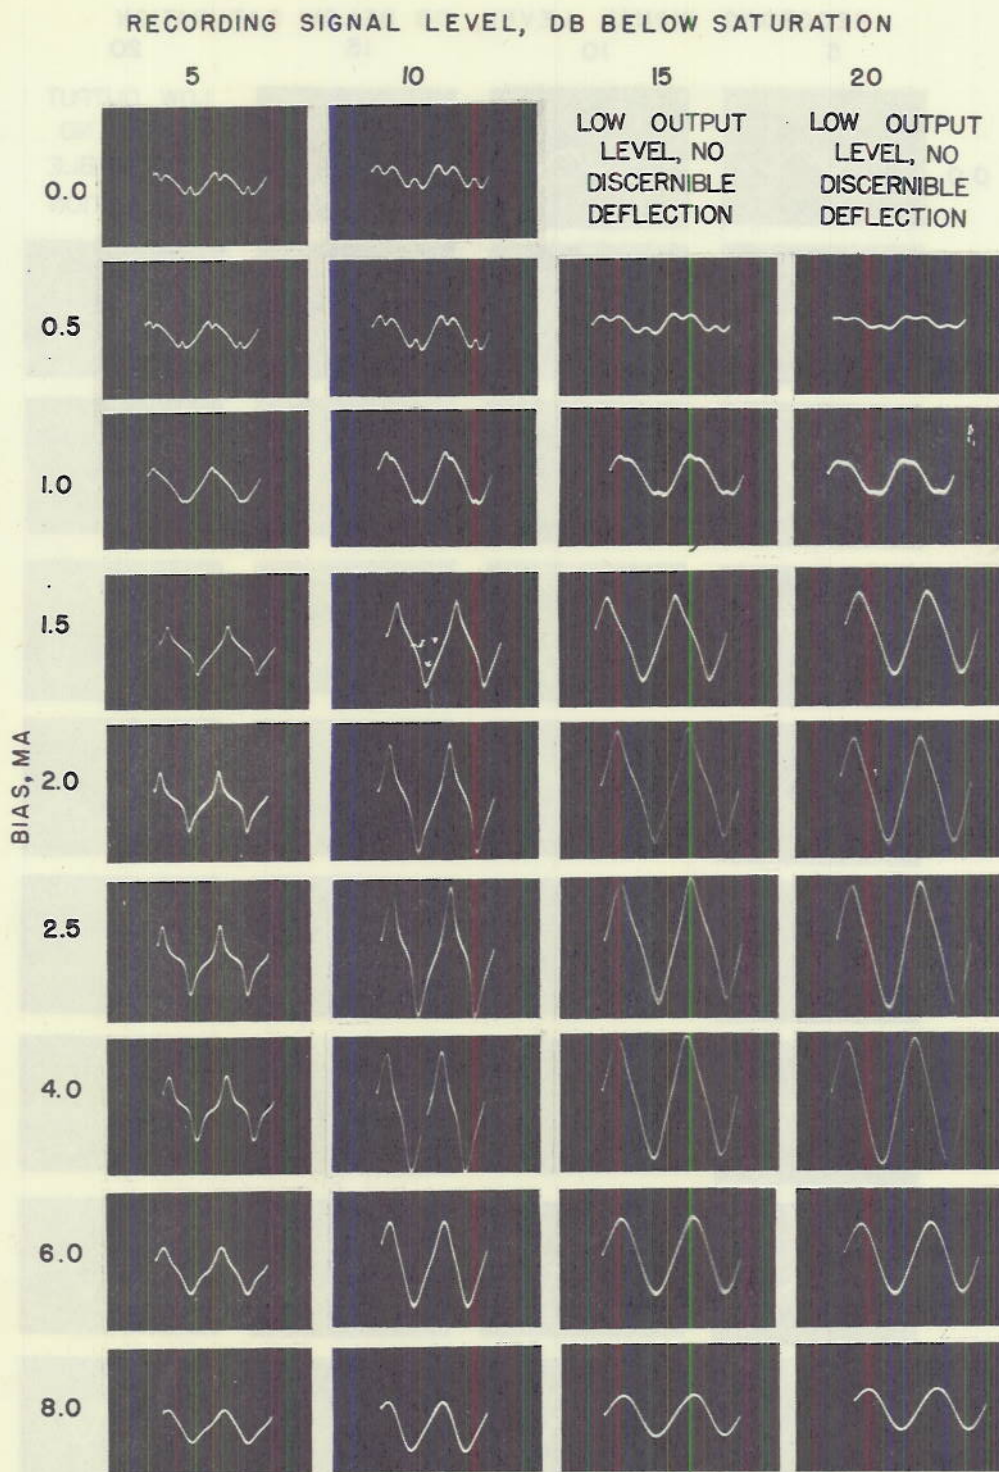 RECORDING SIGNAL LEVEL, DB BELOW SATURATION
5 10 15 20
LOW OUTPUT
LEVEL, NO
DISCERNIBLE
DEFLECTION
LOW OUTPUT
LEVEL, NO
DISCERNIBLE
DEFLECTION
BIAS, MA
0.0
0.5
1.0
1.5
2.0
2.5
4.0
6.0
8.0